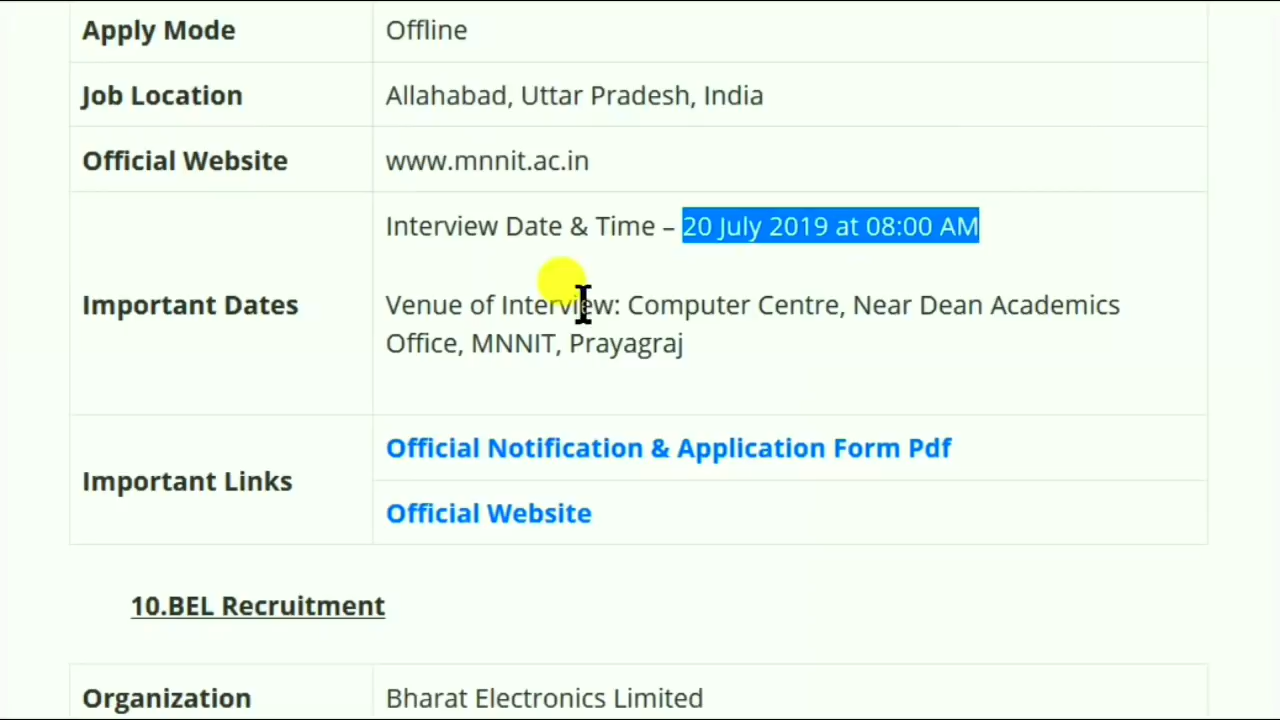 Apply Mode Offline
Job Location Allahabad, Uttar Pradesh, India
Official Website www.mnnit.ac.in
Interview Date & Time – 20 July 2019 at 08:00 AM
Important Dates Venue of Interview: Computer Centre, Near Dean Academics
Office, MNNIT, Prayagraj
Official Notification & Application Form Pdf
Important Links
Official Website
10.BEL Recruitment
Organization Bharat Electronics Limited